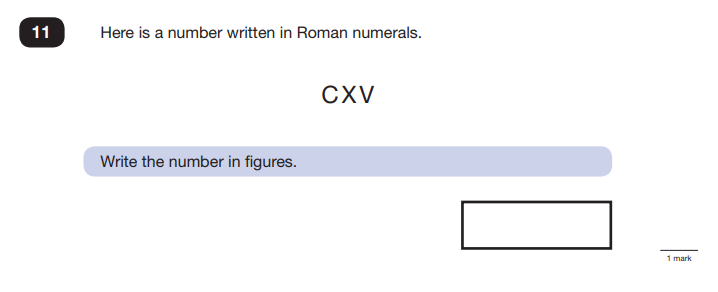 11 Here is a number written in Roman numerals.
CXV
Write the number in figures.
1 mark